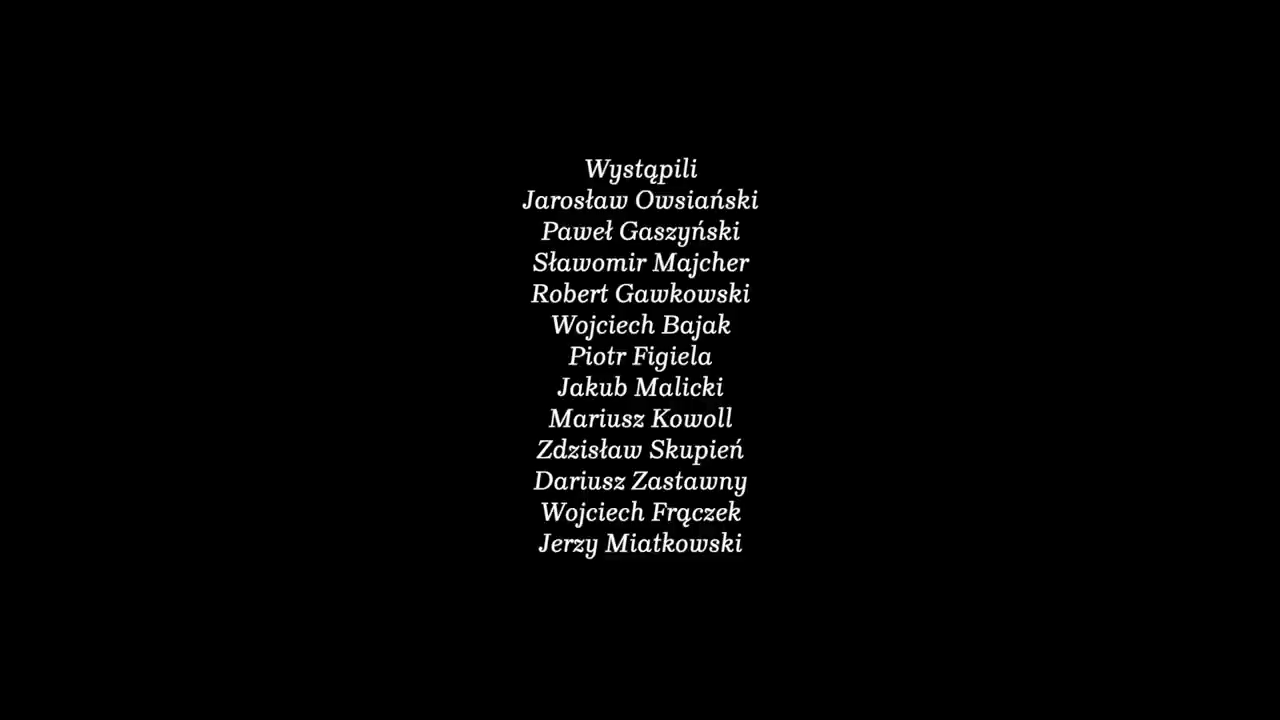 Wystąpili
Jarosław Owsiański
Paweł Gaszyński
Sławomir Majcher
Robert Gawkowski
Wojciech Bajak
Piotr Figiela
Jakub Malicki
Mariusz Kowoll
Zdzisław Skupień
Dariusz Zastawny
Wojciech Frączek
Jerzy Miatkowski